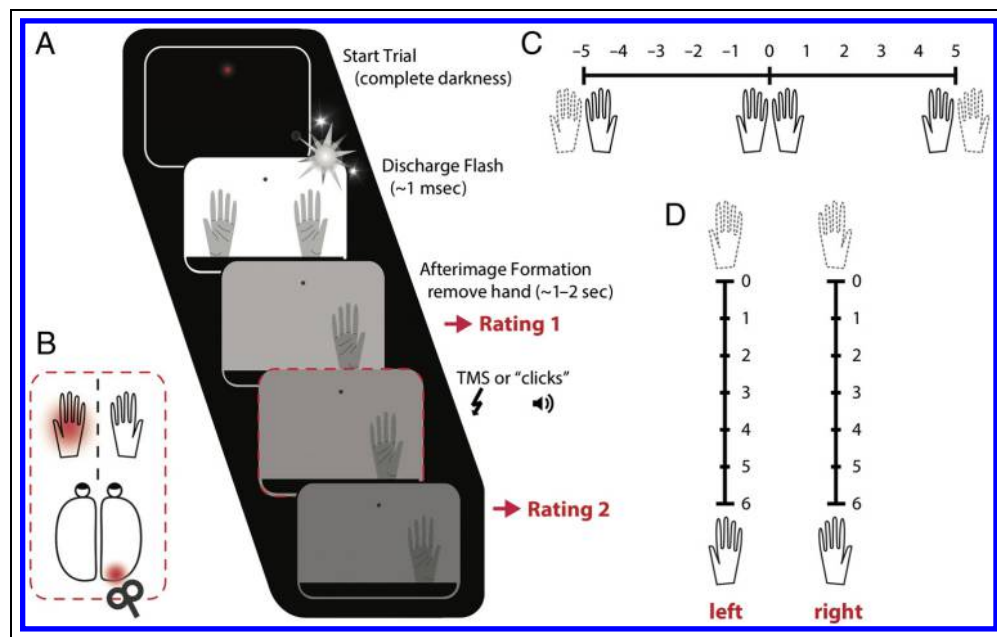 A
Start Trial
(complete darkness)
Discharge Flash
(~1 msec)
Afterimage Formation
remove hand (~1–2 sec)
Rating 1
TMS or "clicks"
Rating 2
B
C
–5 –4 –3 –2 –1 0 1 2 3 4 5
D
0 0
1 1
2 2
3 3
4 4
5 5
6 6
left right